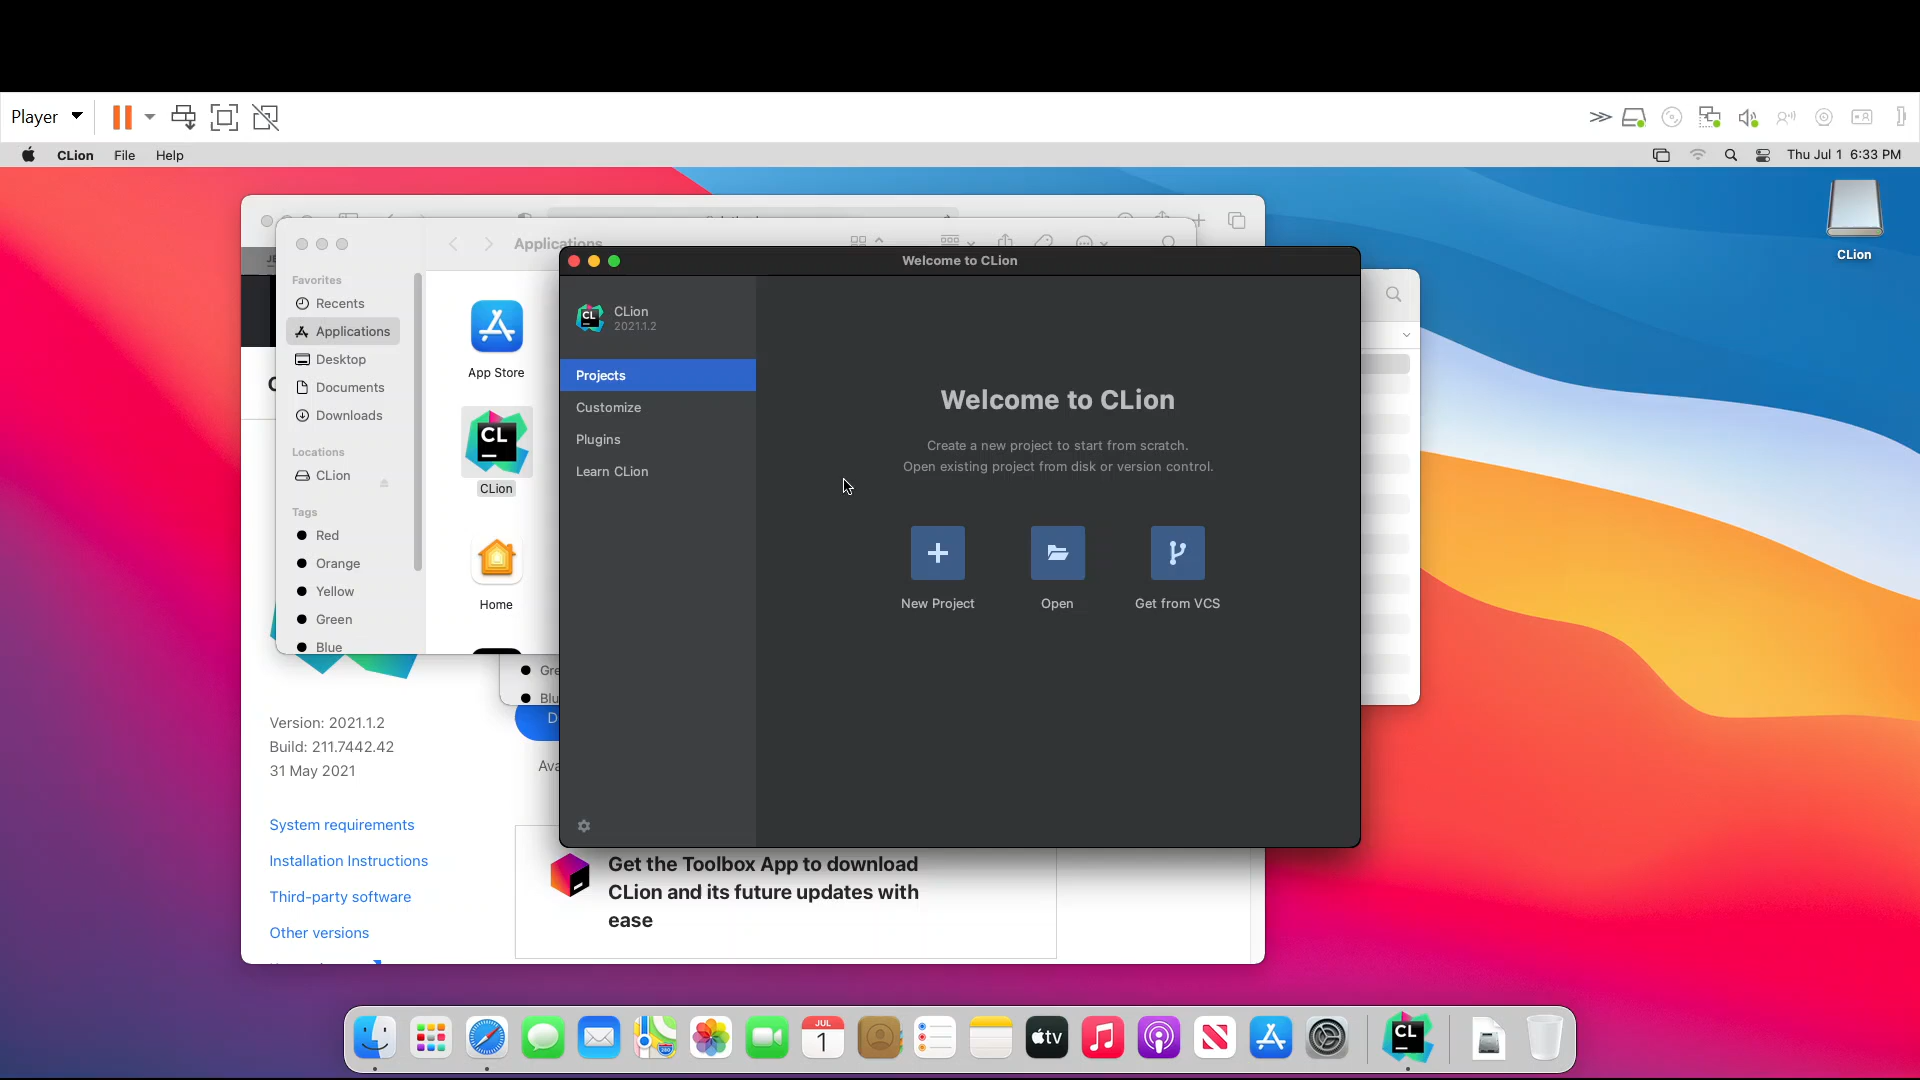 Player
CLion File Help
Thu Jul 1 6:33 PM
CLion
Applications
Favorites
Recents
Applications
Desktop
Documents
Downloads
Locations
CLion
Tags
Red
Orange
Yellow
Green
Blue
App Store
CL
CLion
Home
Welcome to CLion
CL
CLion
2021.1.2
Projects
Customize
Plugins
Learn CLion
Welcome to CLion
Create a new project to start from scratch.
Open existing project from disk or version control.
New Project
Open
Get from VCS
Version: 2021.1.2
Build: 211.7442.42
31 May 2021
System requirements
Installation Instructions
Third-party software
Other versions
Get the Toolbox App to download
CLion and its future updates with
ease
JUL
1
tv
CL